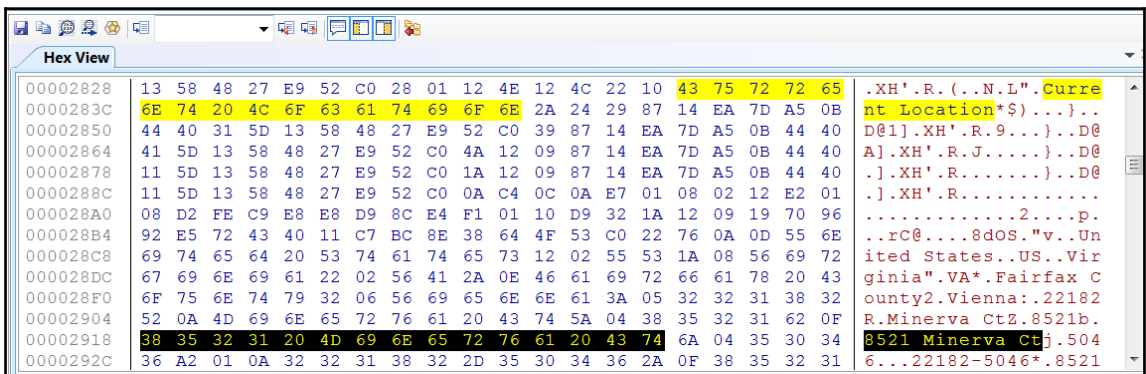 Hex View
00002828 13 58 48 27 E9 52 C0 28 01 12 4E 12 4C 22 10 43 75 72 72 65 .XH'.R.(..N.L".Curre
0000283C 6E 74 20 4C 6F 63 61 74 69 6F 6E 2A 24 29 87 14 EA 7D A5 0B nt Location*$)...}..
00002850 44 40 31 5D 13 58 48 27 E9 52 C0 39 87 14 EA 7D A5 0B 44 40 D@1].XH'.R.9...}..D@
00002864 41 5D 13 58 48 27 E9 52 C0 4A 12 09 87 14 EA 7D A5 0B 44 40 A].XH'.R.J.....}..D@
00002878 11 5D 13 58 48 27 E9 52 C0 1A 12 09 87 14 EA 7D A5 0B 44 40 .].XH'.R.......}..D@
0000288C 11 5D 13 58 48 27 E9 52 C0 0A C4 0C 0A E7 01 08 02 12 E2 01 .].XH'.R............
000028A0 08 D2 FE C9 E8 E8 D9 8C E4 F1 01 10 D9 32 1A 12 09 19 70 96 .............2....p.
000028B4 92 E5 72 43 40 11 C7 BC 8E 38 64 4F 53 C0 22 76 0A 0D 55 6E ..rC@....8dOS."v..Un
000028C8 69 74 65 64 20 53 74 61 74 65 73 12 02 55 53 1A 08 56 69 72 ited States..US..Vir
000028DC 67 69 6E 69 61 22 02 56 41 2A 0E 46 61 69 72 66 61 78 20 43 ginia".VA*.Fairfax C
000028F0 6F 75 6E 74 79 32 06 56 69 65 6E 6E 61 3A 05 32 32 31 38 32 ounty2.Vienna:.22182
00002904 52 0A 4D 69 6E 65 72 76 61 20 43 74 5A 04 38 35 32 31 62 0F R.Minerva CtZ.8521b.
00002918 38 35 32 31 20 4D 69 6E 65 72 76 61 20 43 74 6A 04 35 30 34 8521 Minerva Ctj.504
0000292C 36 A2 01 0A 32 32 31 38 32 2D 35 30 34 36 2A 0F 38 35 32 31 6...22182-5046*.8521